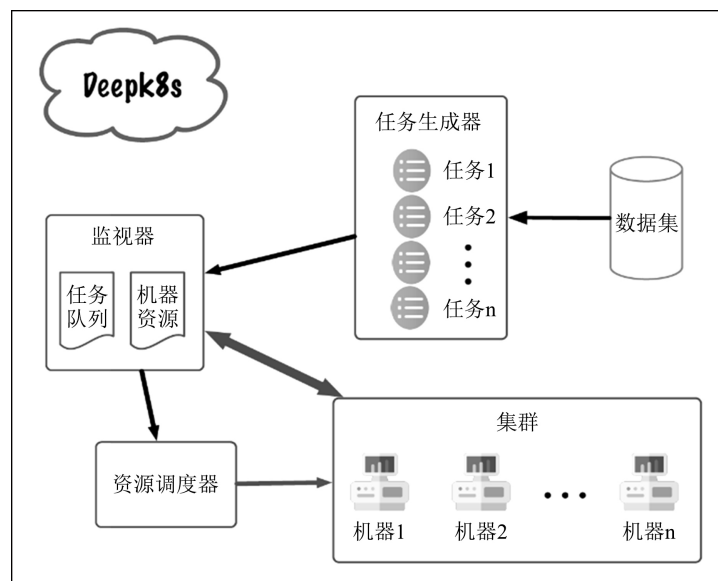 Deepk8s
任务生成器
任务1
任务2
任务n
数据集
监视器
任务
队列
机器
资源
资源调度器
集群
机器1
机器2
机器n